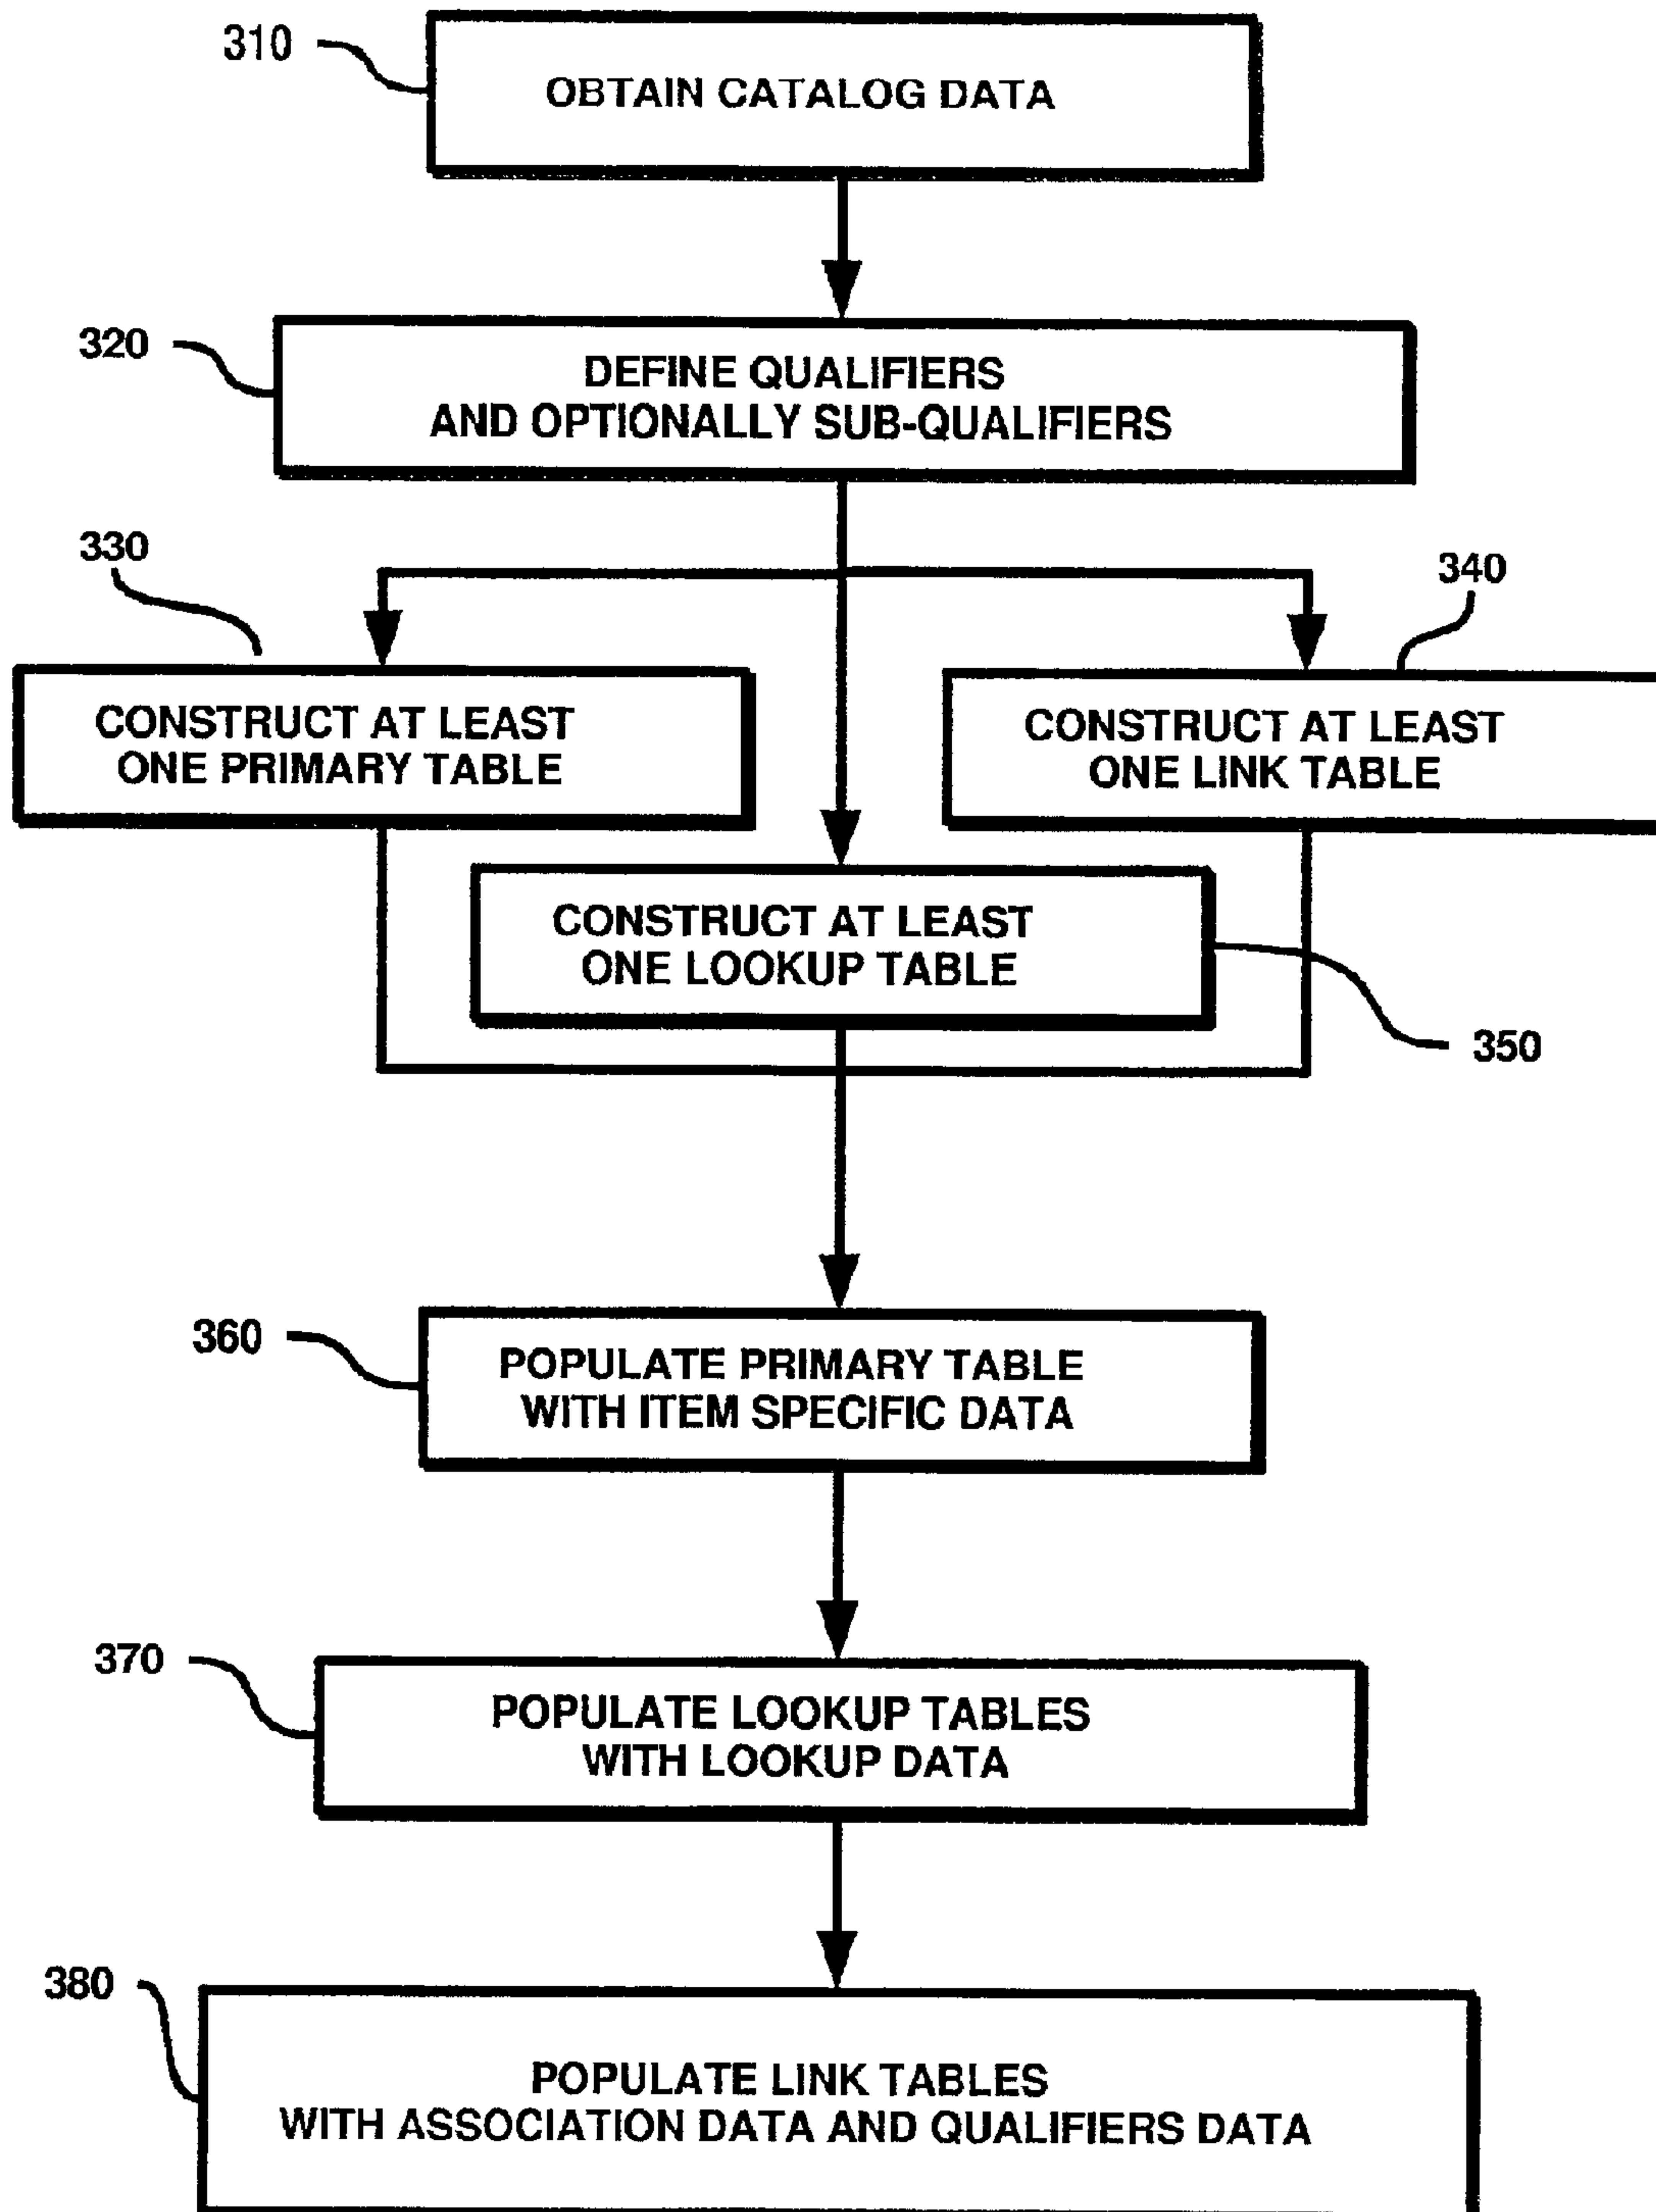 310
OBTAIN CATALOG DATA
320
DEFINE QUALIFIERS
AND OPTIONALLY SUB-QUALIFIERS
330
340
CONSTRUCT AT LEAST
ONE PRIMARY TABLE
CONSTRUCT AT LEAST
ONE LINK TABLE
CONSTRUCT AT LEAST
ONE LOOKUP TABLE
350
360
POPULATE PRIMARY TABLE
WITH ITEM SPECIFIC DATA
370
POPULATE LOOKUP TABLES
WITH LOOKUP DATA
380
POPULATE LINK TABLES
WITH ASSOCIATION DATA AND QUALIFIERS DATA